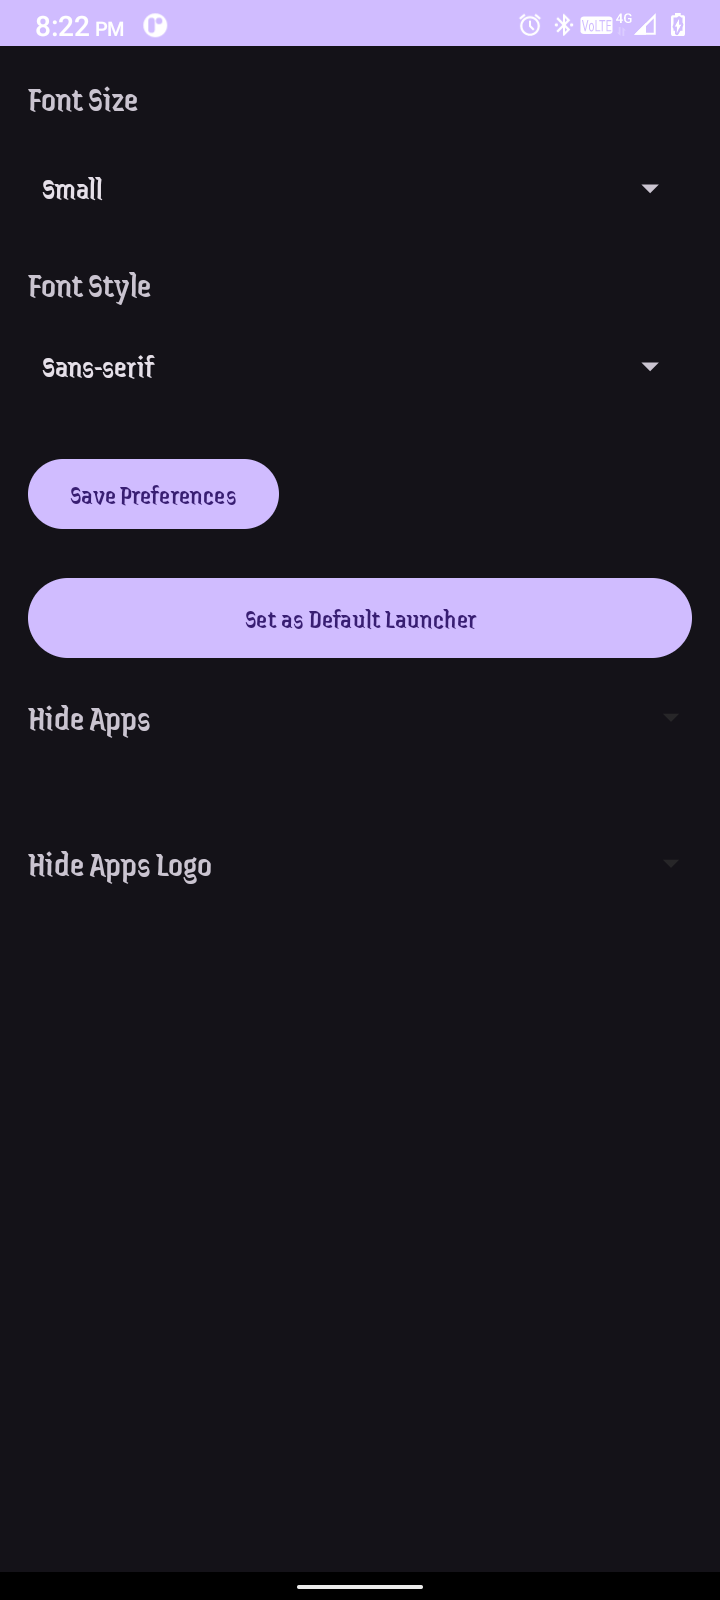 8:22 PM
VoLTE 4G
Font Size
Small
Font Style
Sans-serif
Save Preferences
Set as Default Launcher
Hide Apps
Hide Apps Logo